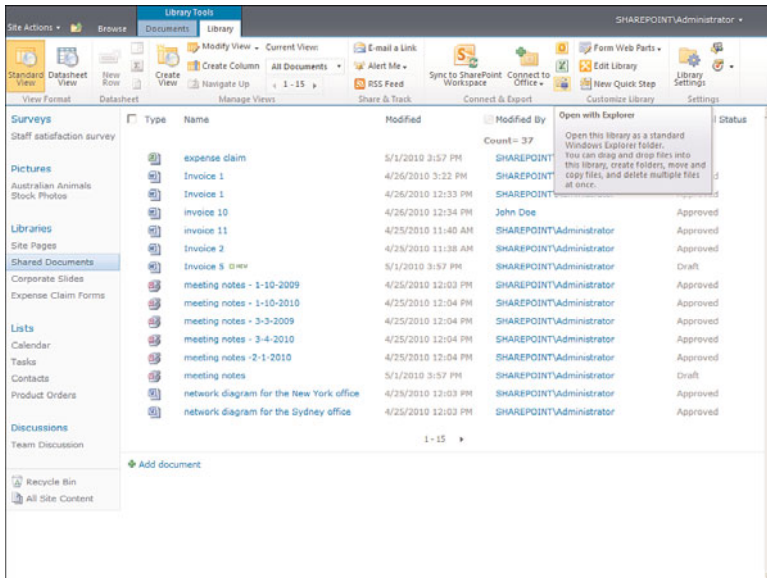 Library Tools
SHAREPOINT\Administrator
Site Actions Browse Documents Library
Standard View
Datasheet View
New Row
Create View
Modify View
Create Column
Navigate Up
Current View:
All Documents
1-15
E-mail a Link
Alert Me
RSS Feed
Sync to SharePoint Workspace
Connect to Office
Form Web Parts
Edit Library
New Quick Step
Library Settings
View Format Datasheet Manage Views Share & Track Connect & Export Customize Library Settings
Open with Explorer
Open this library as a standard
Windows Explorer folder.
You can drag and drop files into
this library, create folders, move and
copy files, and delete multiple files
at once.
Surveys
Staff satisfaction survey
Pictures
Australian Animals
Stock Photos
Libraries
Site Pages
Shared Documents
Corporate Slides
Expense Claim Forms
Lists
Calendar
Tasks
Contacts
Product Orders
Discussions
Team Discussion
Recycle Bin
All Site Content
Type Name Modified Modified By Status
Count= 37
expense claim 5/1/2010 3:57 PM SHAREPOINT
Invoice 1 4/26/2010 3:22 PM SHAREPOINT
Invoice 1 4/26/2010 12:33 PM SHAREPOINT
invoice 10 4/26/2010 12:34 PM John Doe Approved
invoice 11 4/25/2010 11:40 AM SHAREPOINT\Administrator Approved
Invoice 2 4/25/2010 11:38 AM SHAREPOINT\Administrator Approved
Invoice 5 NEW 5/1/2010 3:57 PM SHAREPOINT\Administrator Draft
meeting notes - 1-10-2009 4/25/2010 12:03 PM SHAREPOINT\Administrator Approved
meeting notes - 1-10-2010 4/25/2010 12:04 PM SHAREPOINT\Administrator Approved
meeting notes - 3-3-2009 4/25/2010 12:04 PM SHAREPOINT\Administrator Approved
meeting notes - 3-4-2010 4/25/2010 12:04 PM SHAREPOINT\Administrator Approved
meeting notes -2-1-2010 4/25/2010 12:04 PM SHAREPOINT\Administrator Approved
meeting notes 5/1/2010 3:57 PM SHAREPOINT\Administrator Draft
network diagram for the New York office 4/25/2010 12:03 PM SHAREPOINT\Administrator Approved
network diagram for the Sydney office 4/25/2010 12:03 PM SHAREPOINT\Administrator Approved
1-15
Add document